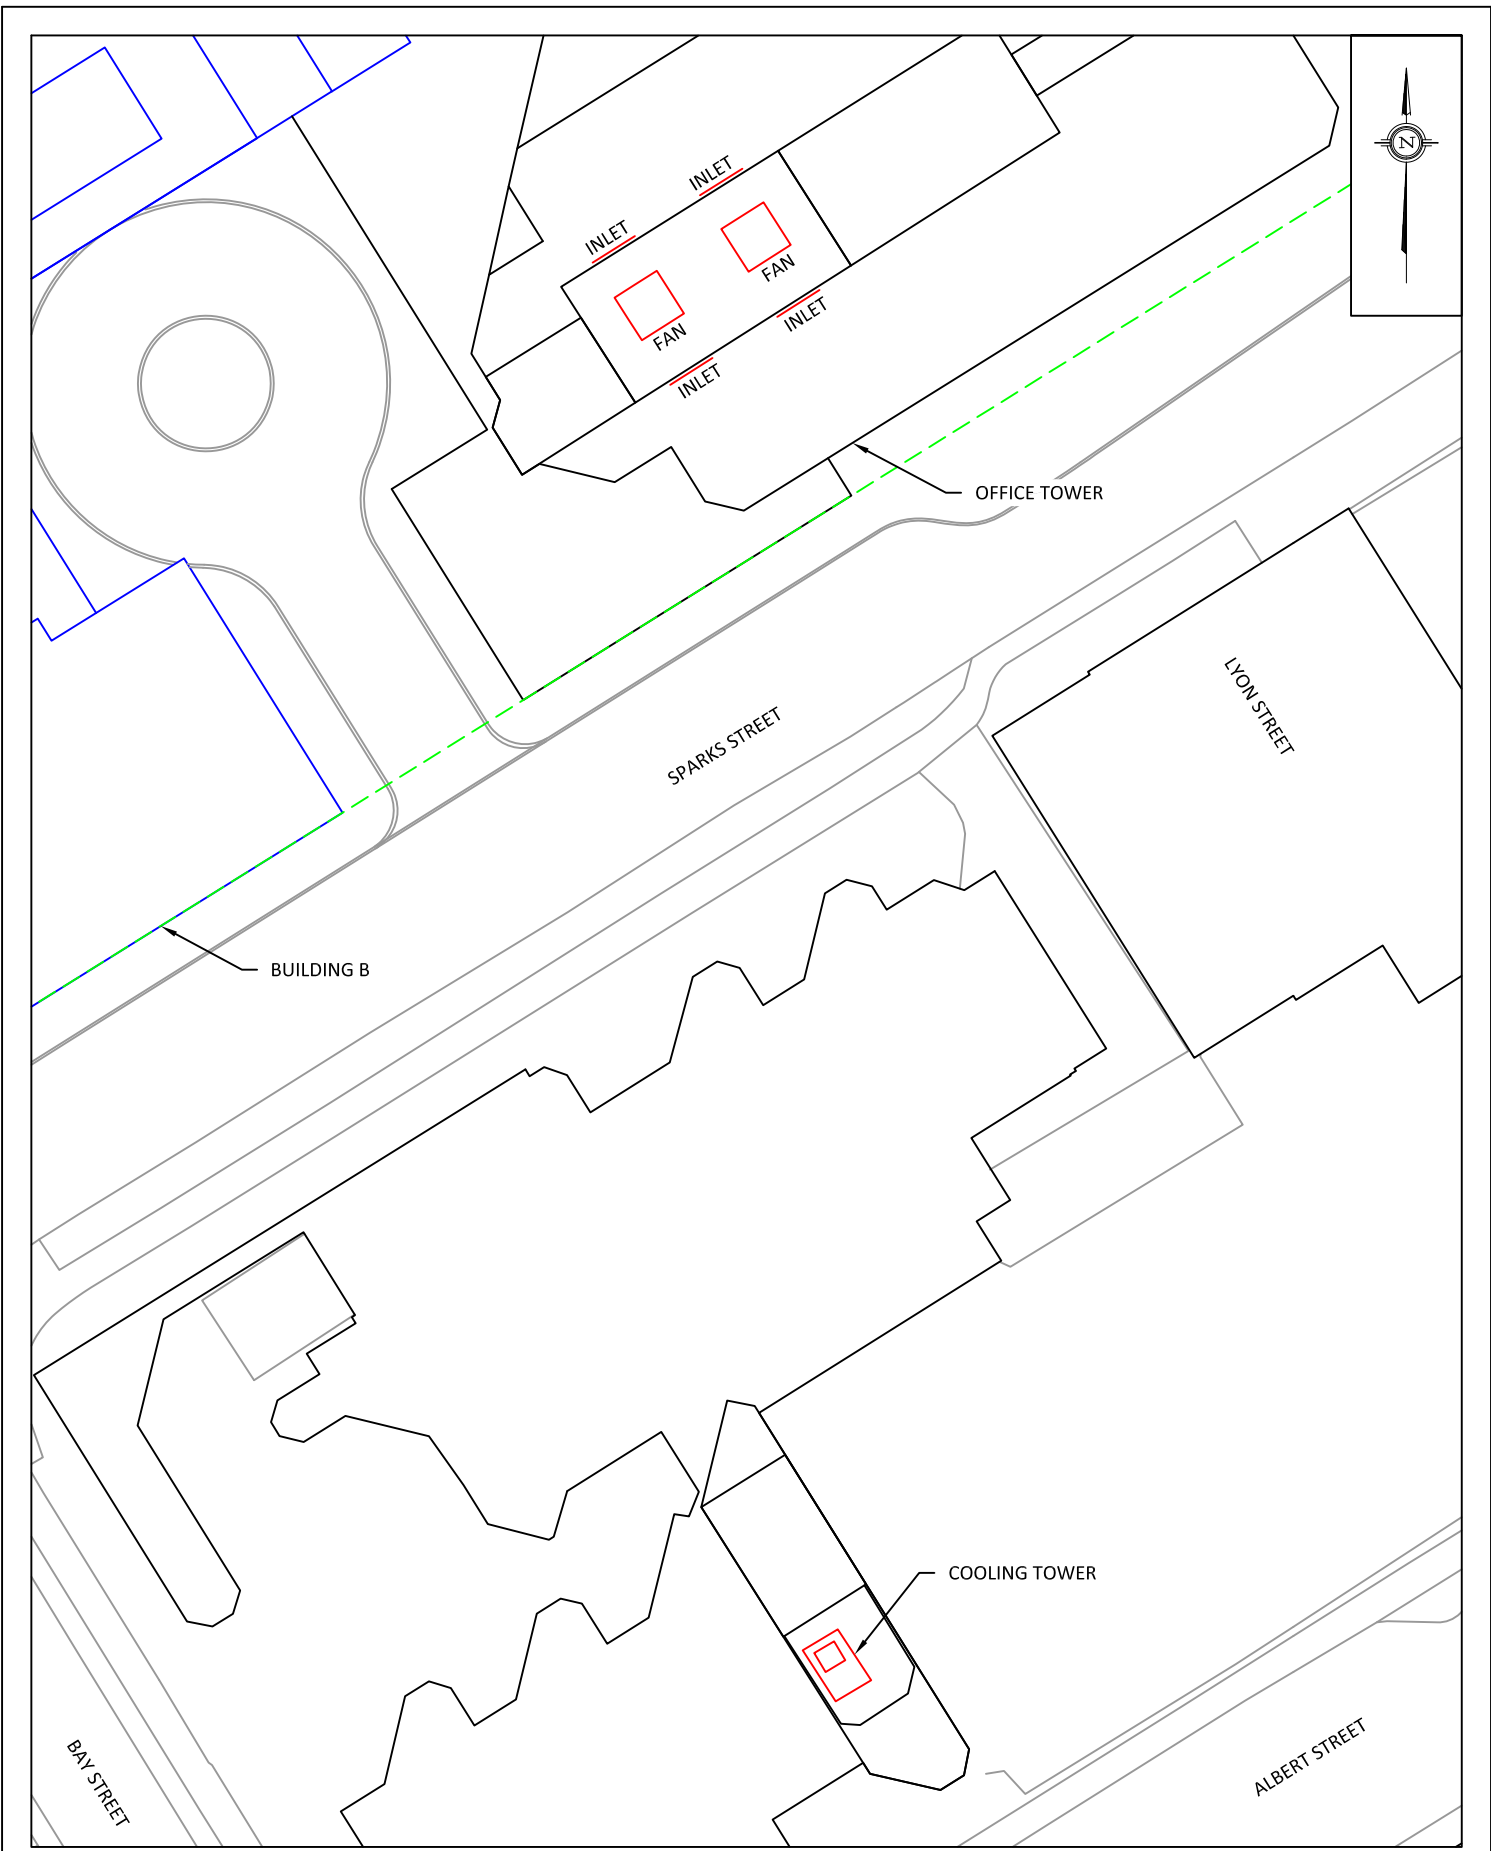 N
INLET
INLET
FAN
FAN
INLET
INLET
OFFICE TOWER
LYON STREET
SPARKS STREET
BUILDING B
COOLING TOWER
BAY STREET
ALBERT STREET